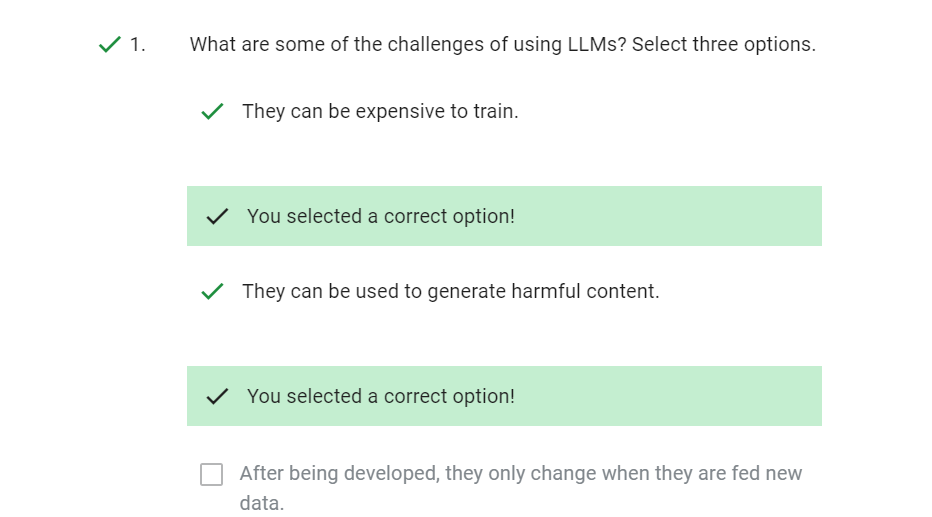 1. What are some of the challenges of using LLMs? Select three options.
They can be expensive to train.
You selected a correct option!
They can be used to generate harmful content.
You selected a correct option!
After being developed, they only change when they are fed new
data.